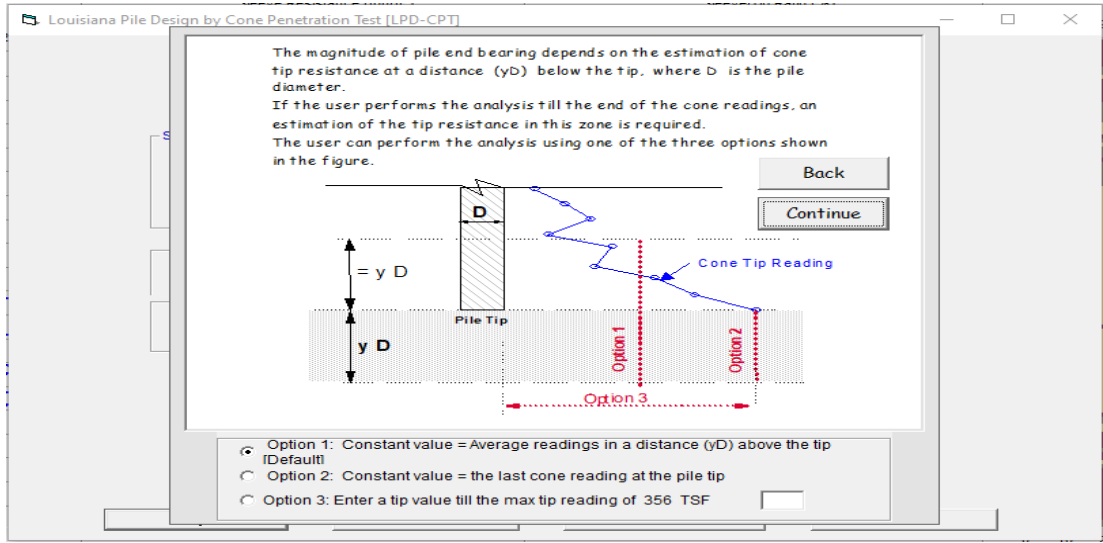 Louisiana Pile Design by Cone Penetration Test [LPD-CPT]
The magnitude of pile end bearing depends on the estimation of cone
tip resistance at a distance (yD) below the tip, where D is the pile
diameter.
If the user performs the analysis till the end of the cone readings, an
estimation of the tip resistance in this zone is required.
The user can perform the analysis using one of the three options shown
in the figure.
Back
Continue
D
= y D
Cone Tip Reading
Pile Tip
y D
Option 1
Option 2
Option 3
Option 1: Constant value = Average readings in a distance (yD) above the tip
[Default]
Option 2: Constant value = the last cone reading at the pile tip
Option 3: Enter a tip value till the max tip reading of 356 TSF